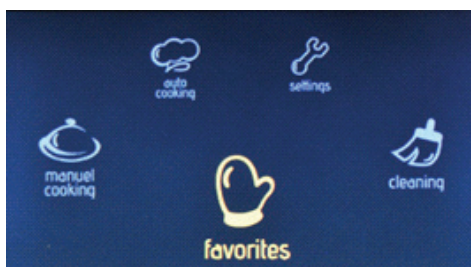 auto
cooking
settings
manuel
cooking
cleaning
favorites